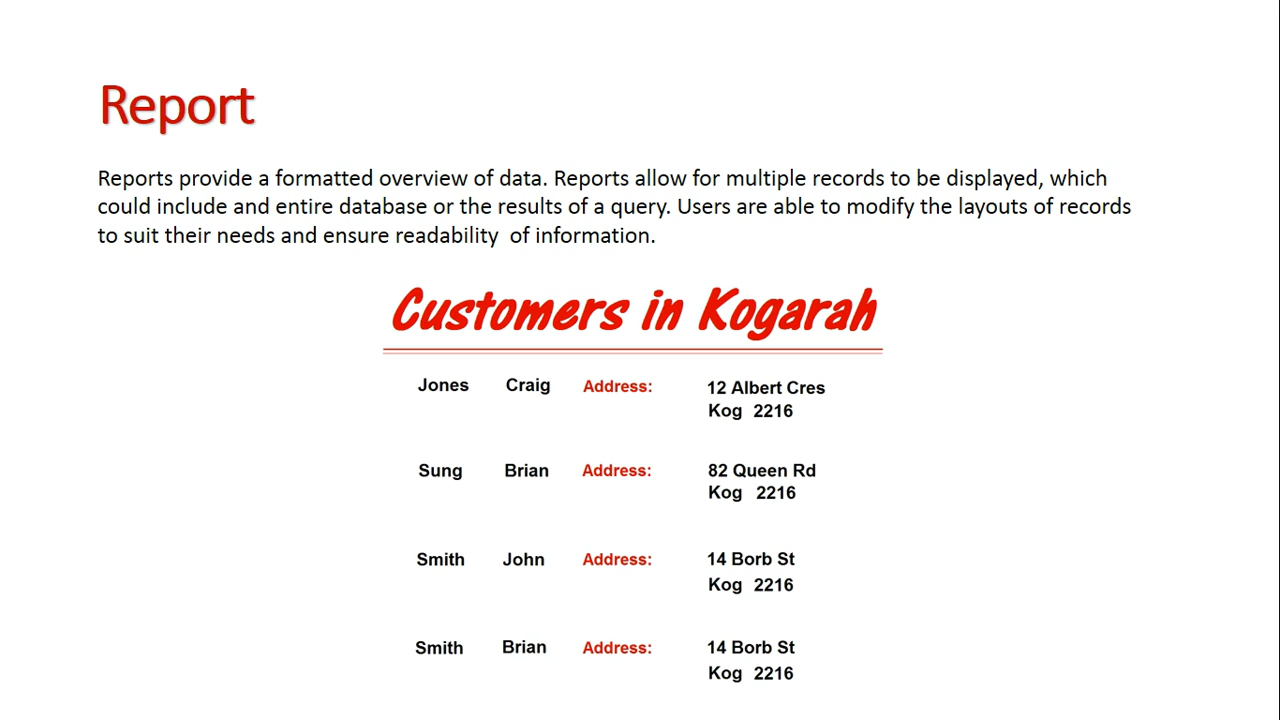 Report
Reports provide a formatted overview of data. Reports allow for multiple records to be displayed, which
could include and entire database or the results of a query. Users are able to modify the layouts of records
to suit their needs and ensure readability  of information.
Customers in Kogarah
Jones Craig Address: 12 Albert Cres
Kog 2216
Sung Brian Address: 82 Queen Rd
Kog 2216
Smith John Address: 14 Borb St
Kog 2216
Smith Brian Address: 14 Borb St
Kog 2216